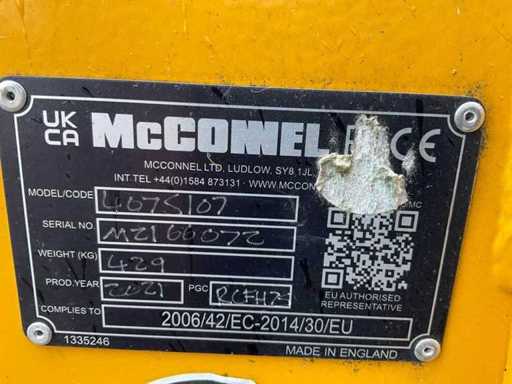 UK CA McCONNEL CE
MCCONNEL LTD, LUDLOW, SY8 1JL
INT TEL +44(0)1584 873131 · WWW.MCCON
MODEL/CODE 407S107
SERIAL NO. M2166072
WEIGHT (KG) 429
PROD.YEAR 2021 PGC
EU AUTHORISED
REPRESENTATIVE
COMPLIES TO 2006/42/EC-2014/30/EU
1335246 MADE IN ENGLAND